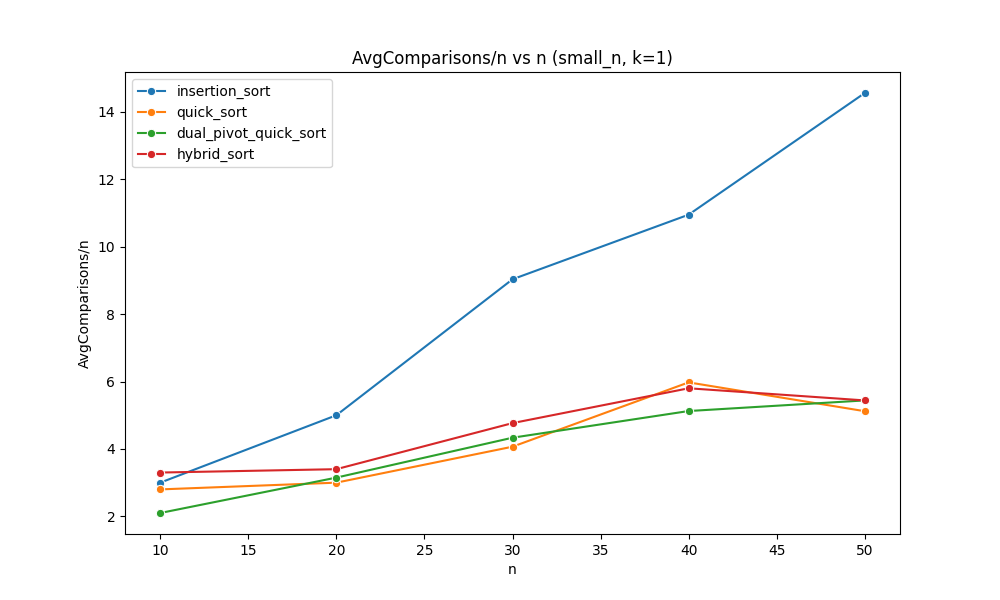 AvgComparisons/n vs n (small_n, k=1)
insertion_sort
quick_sort
dual_pivot_quick_sort
hybrid_sort
AvgComparisons/n
14
12
10
8
6
4
2
10 15 20 25 30 35 40 45 50
n